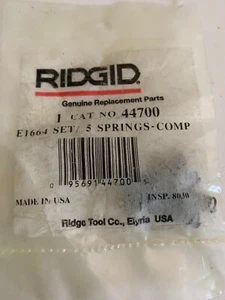 RIDGID
Genuine Replacement Parts
1 CAT NO 44700
E1664 SET/ 5 SPRINGS-COMP
0 95691 44700
MADE IN USA INSP.
Ridge Tool Co., Elyria USA